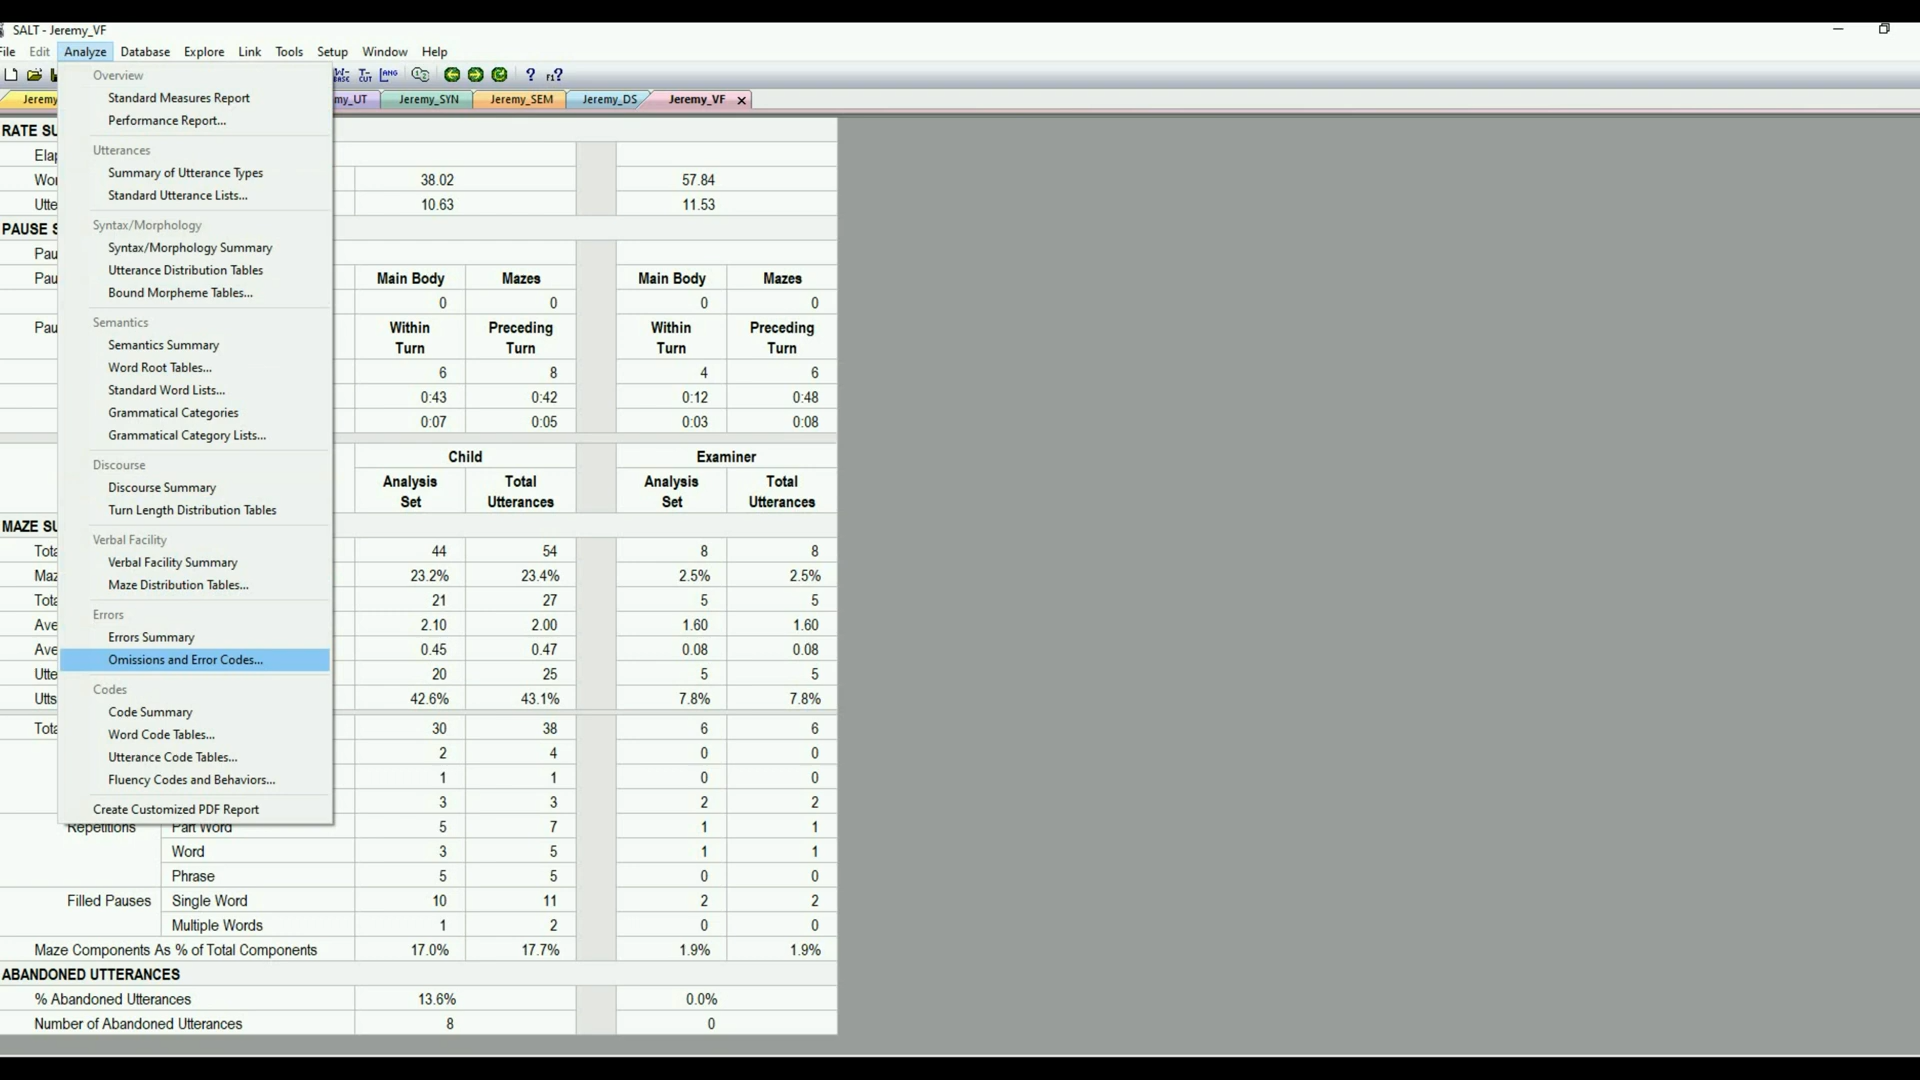 SALT - Jeremy_VF
File Edit Analyze Database Explore Link Tools Setup Window Help
W-BASE T-CUT LANG ? r1?
Jeremy my_UT Jeremy_SYN Jeremy_SEM Jeremy_DS Jeremy_VF
Overview
Standard Measures Report
Performance Report...
Utterances
Summary of Utterance Types
Standard Utterance Lists...
Syntax/Morphology
Syntax/Morphology Summary
Utterance Distribution Tables
Bound Morpheme Tables...
Semantics
Semantics Summary
Word Root Tables...
Standard Word Lists...
Grammatical Categories
Grammatical Category Lists...
Discourse
Discourse Summary
Turn Length Distribution Tables
Verbal Facility
Verbal Facility Summary
Maze Distribution Tables...
Errors
Errors Summary
Omissions and Error Codes...
Codes
Code Summary
Word Code Tables...
Utterance Code Tables...
Fluency Codes and Behaviors...
Create Customized PDF Report
RATE SU
Elap
Wor 38.02 57.84
Utte 10.63 11.53
PAUSE S
Pau
Pau Main Body Mazes Main Body Mazes
0 0 0 0
Pau Within Turn Preceding Turn Within Turn Preceding Turn
6 8 4 6
0:43 0:42 0:12 0:48
0:07 0:05 0:03 0:08
Child Examiner
Analysis Set Total Utterances Analysis Set Total Utterances
MAZE SU
Tota 44 54 8 8
Maz 23.2% 23.4% 2.5% 2.5%
Tota 21 27 5 5
Ave 2.10 2.00 1.60 1.60
Ave 0.45 0.47 0.08 0.08
Utte 20 25 5 5
Utts 42.6% 43.1% 7.8% 7.8%
Tota 30 38 6 6
2 4 0 0
1 1 0 0
3 3 2 2
Repetitions Part Word 5 7 1 1
Word 3 5 1 1
Phrase 5 5 0 0
Filled Pauses Single Word 10 11 2 2
Multiple Words 1 2 0 0
Maze Components As % of Total Components 17.0% 17.7% 1.9% 1.9%
ABANDONED UTTERANCES
% Abandoned Utterances 13.6% 0.0%
Number of Abandoned Utterances 8 0